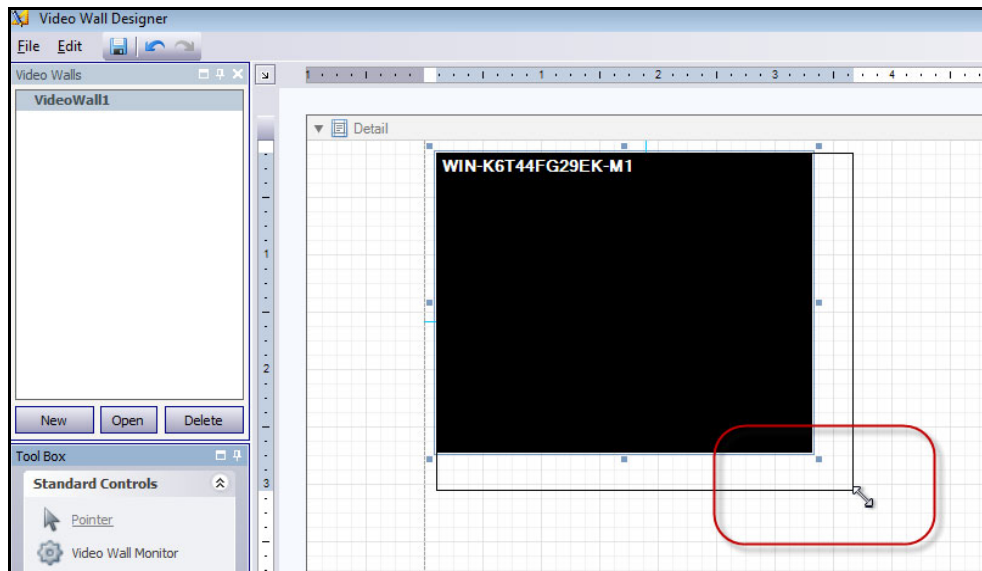 Video Wall Designer
File Edit
Video Walls
VideoWall1
New Open Delete
Tool Box
Standard Controls
Pointer
Video Wall Monitor
1 1 2 3 4
Detail
WIN-K6T44FG29EK-M1
1
2
3